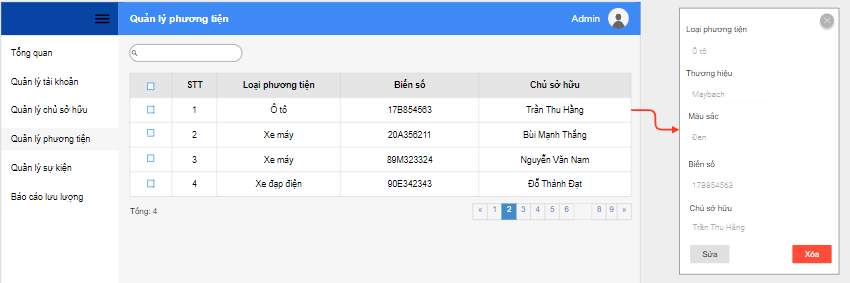 Quản lý phương tiện
Admin
Tổng quan
Quản lý tài khoản
Quản lý chủ sở hữu
Quản lý phương tiện
Quản lý sự kiện
Báo cáo lưu lượng
STT Loại phương tiện Biển số Chủ sở hữu
1 Ô tô 17B854563 Trần Thu Hằng
2 Xe máy 20A356211 Bùi Mạnh Thắng
3 Xe máy 89M323324 Nguyễn Văn Nam
4 Xe đạp điện 90E342343 Đỗ Thành Đạt
Tổng: 4
« 1 2 3 4 5 6 8 9 »
Loại phương tiện
Ô tô
Thương hiệu
Maybach
Màu sắc
Đen
Biển số
17B854563
Chủ sở hữu
Trần Thu Hằng
Sửa Xóa